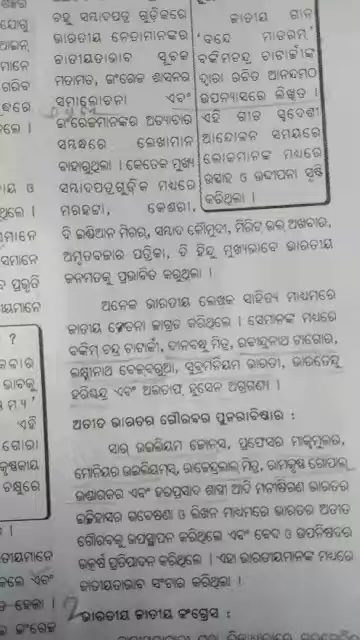 ବହୁ ସମ୍ବାଦପତ୍ର ଗୁଡ଼ିକରେ
ଭାରତୀୟ ନେତାମାନଙ୍କର
ଜାତୀୟତାଭାବ ସୂଚକ
ମତାମତ, ଇଂରେଜ ଶାସନର
ସମାଲୋଚନା ଏବଂ
ଇଂରେଜମାନଙ୍କର ଅତ୍ୟାଚାର
ସମ୍ବନ୍ଧରେ ଲେଖାମାନ
ବାହାରୁଥିଲା । କେତେକ ମୁଖ୍ୟ
ସମ୍ବାଦପତ୍ରଗୁଡ଼ିକ ମଧ୍ୟରେ
ମରହଟ୍ଟା, କେଶରୀ,
ଦି ଇଣ୍ଡିଆନ ମିରର୍, ସମ୍ବାଦ କୌମୁଦୀ, ମିରିଟ୍ ଉଲ୍ ଅଖବାର,
ଅମୃତବଜାର ପତ୍ରିକା, ଦି ହିନ୍ଦୁ ମୁଖ୍ୟଭାବେ ଭାରତୀୟ
ଜନମତକୁ ପ୍ରଭାବିତ କରୁଥିଲା ।
ଜାତୀୟ ଗାନ
'ବନ୍ଦେ ମାତରମ୍'
ବଙ୍କିମଚନ୍ଦ୍ର ଚାଟାର୍ଜୀଙ୍କ
ଦ୍ୱାରା ରଚିତ ଆନନ୍ଦମଠ
ଉପନ୍ୟାସରେ ଲିଖିତ ।
ଏହି ଗୀତ ସ୍ୱଦେଶୀ
ଆନ୍ଦୋଳନ ସମୟରେ
ଲୋକମାନଙ୍କ ମଧ୍ୟରେ
ଉତ୍ସାହ ଓ ଉଦ୍ଦୀପନା ସୃଷ୍ଟି
କରିଥିଲା ।
ଅନେକ ଭାରତୀୟ ଲେଖକ ସାହିତ୍ୟ ମାଧ୍ୟମରେ
ଜାତୀୟ ଚେତନା ଜାଗ୍ରତ କରିଥିଲେ । ସେମାନଙ୍କ ମଧ୍ୟରେ
ବଙ୍କିମ୍ ଚନ୍ଦ୍ର ଚାଟାର୍ଜୀ, ଦୀନବନ୍ଧୁ ମିତ୍ର, ରବୀନ୍ଦ୍ରନାଥ ଟାଗୋର,
ଲକ୍ଷ୍ମୀନାଥ ବେଜ୍‌ବରୁଆ, ସୁବ୍ରମନିୟମ ଭାରତୀ, ଭାରତେନ୍ଦୁ
ହରିଶ୍ଚନ୍ଦ୍ର ଏବଂ ଅଲତାଫ୍ ହୁସେନ ଅଗ୍ରଗଣ୍ୟ ।
ଅତୀତ ଭାରତର ଗୌରବର ପୁନରାବିଷ୍କାର :
ସାର୍ ଉଇଲିୟମ ଜୋନ୍‌ସ, ପ୍ରଫେସର ମାକ୍ସମୁଲର,
ମୋନିୟର ଉଇଲିୟମସ୍, ରାଜେନ୍ଦ୍ରଲାଲ୍ ମିତ୍ର, ରାମକୃଷ୍ଣ ଗୋପାଲ୍
ଭଣ୍ଡାରକର ଏବଂ ହରପ୍ରସାଦ ଶାସ୍ତ୍ରୀ ଆଦି ମନୀଷିଗଣ ଭାରତର
ଇତିହାସର ଗବେଷଣା ଓ ଲିଖନ ମାଧ୍ୟମରେ ଭାରତର ଅତୀତ
ଗୌରବକୁ ଉପସ୍ଥାପନ କରିଥିଲେ ଏବଂ ବେଦ ଓ ଉପନିଷଦର
ଉତ୍କର୍ଷ ପ୍ରତିପାଦନ କରିଥିଲେ । ଏହା ଭାରତୀୟମାନଙ୍କ ମଧ୍ୟରେ
ଜାତୀୟତାଭାବ ସଂଚାର କରିଥିଲା ।
ଭାରତୀୟ ଜାତୀୟ କଂଗ୍ରେସ :